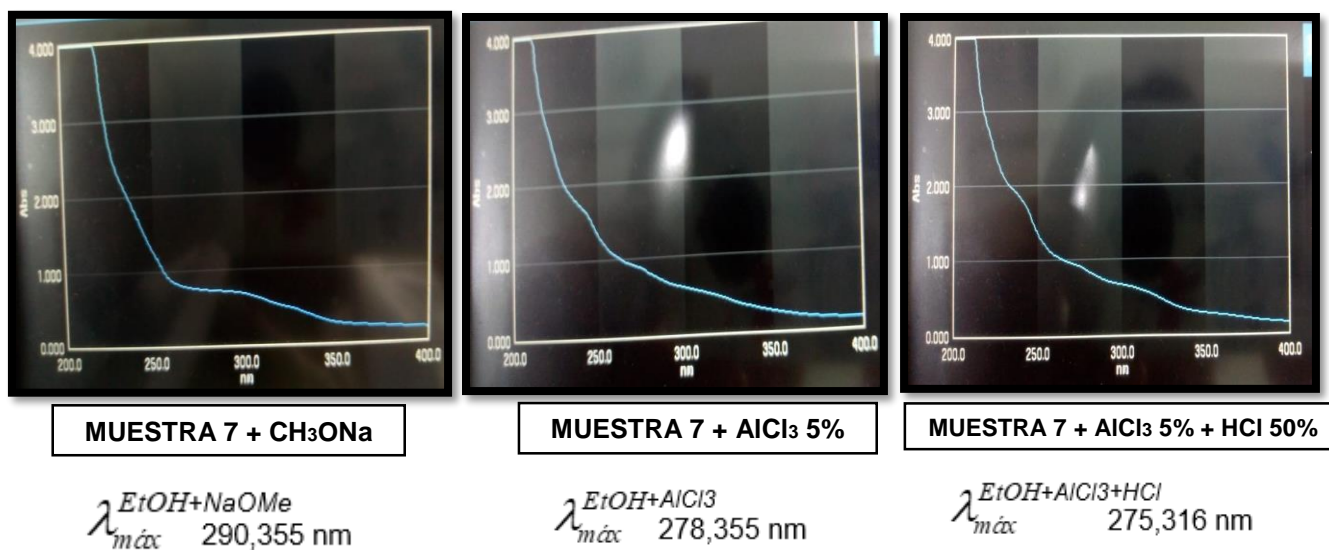 4.000
3.000
2.000
1.000
0.000
Abs
200.0 250.0 300.0 350.0 400.0
nm
4.000
3.000
2.000
1.000
0.000
Abs
200.0 250.0 300.0 350.0 400.0
nm
4.000
3.000
2.000
1.000
0.000
Abs
200.0 250.0 300.0 350.0 400.0
nm
MUESTRA 7 + CH3ONa
MUESTRA 7 + AlCl3 5%
MUESTRA 7 + AlCl3 5% + HCl 50%
λmáx EtOH+NaOMe 290,355 nm
λmáx EtOH+AlCl3 278,355 nm
λmáx EtOH+AlCl3+HCl 275,316 nm